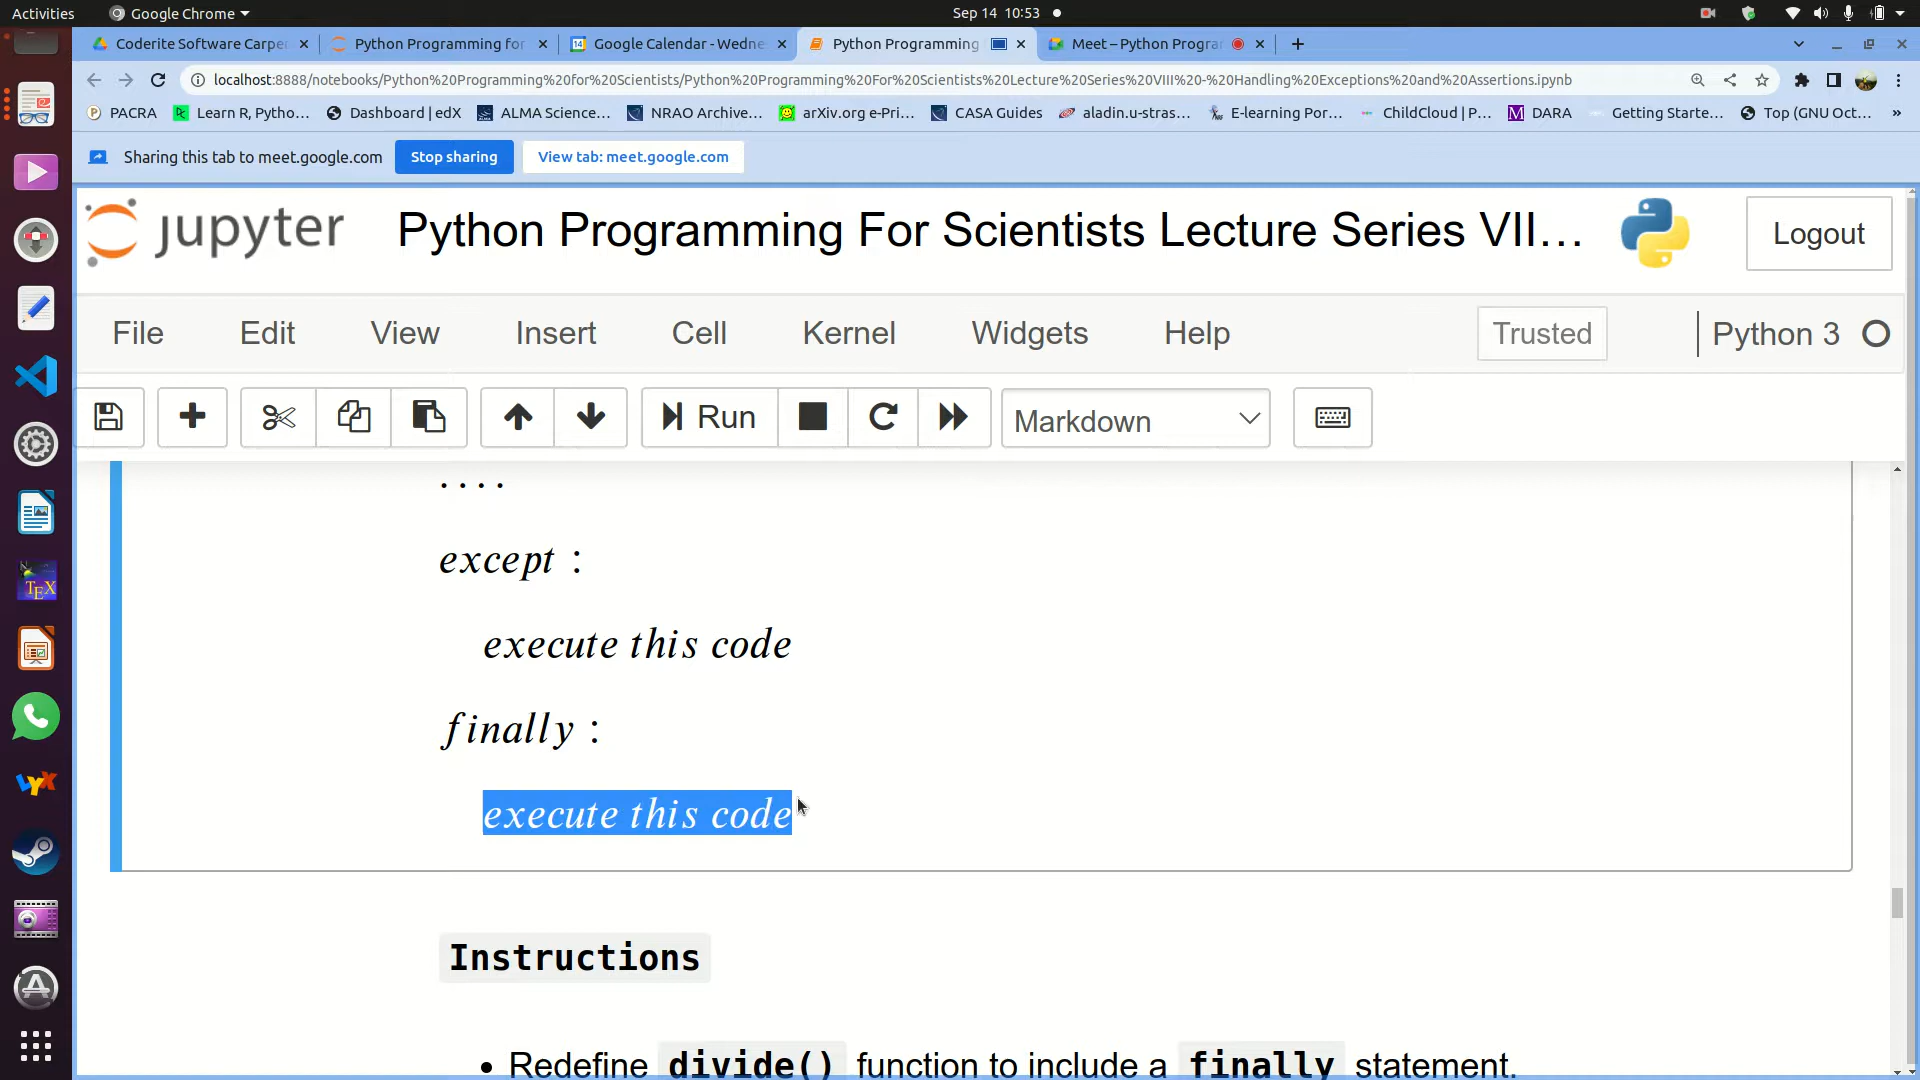 Activities
Google Chrome
Sep 14 10:53
Coderite Software Carpe
Python Programming for
Google Calendar - Wedne
Python Programming
Meet – Python Progra
localhost:8888/notebooks/Python%20Programming%20for%20Scientists/Python%20Programming%20For%20Scientists%20Lecture%20Series%20VIII%20-%20Handling%20Exceptions%20and%20Assertions.ipynb
PACRA
Learn R, Pytho...
Dashboard | edX
ALMA Science...
NRAO Archive...
arXiv.org e-Pri...
CASA Guides
aladin.u-stras...
E-learning Por...
ChildCloud | P...
DARA
Getting Starte...
Top (GNU Oct...
»
Sharing this tab to meet.google.com
Stop sharing
View tab: meet.google.com
jupyter
Python Programming For Scientists Lecture Series VII...
Logout
File
Edit
View
Insert
Cell
Kernel
Widgets
Help
Trusted
Python 3
Run
Markdown
....
except :
execute this code
finally :
execute this code
Instructions
• Redefine divide() function to include a finally statement.
TEX
LYX